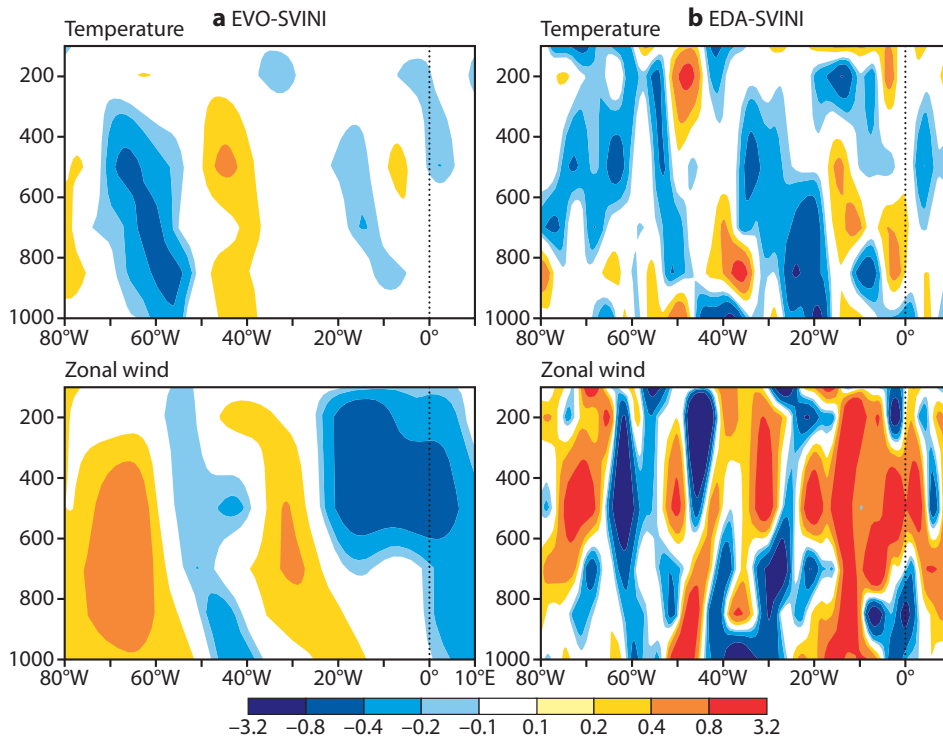 a EVO-SVINI
b EDA-SVINI
Temperature
Temperature
200
400
600
800
1000
80°W 60°W 40°W 20°W 0°
200
400
600
800
1000
80°W 60°W 40°W 20°W 0°
Zonal wind
Zonal wind
200
400
600
800
1000
80°W 60°W 40°W 20°W 0° 10°E
200
400
600
800
1000
80°W 60°W 40°W 20°W 0°
−3.2 −0.8 −0.4 −0.2 −0.1 0.1 0.2 0.4 0.8 3.2